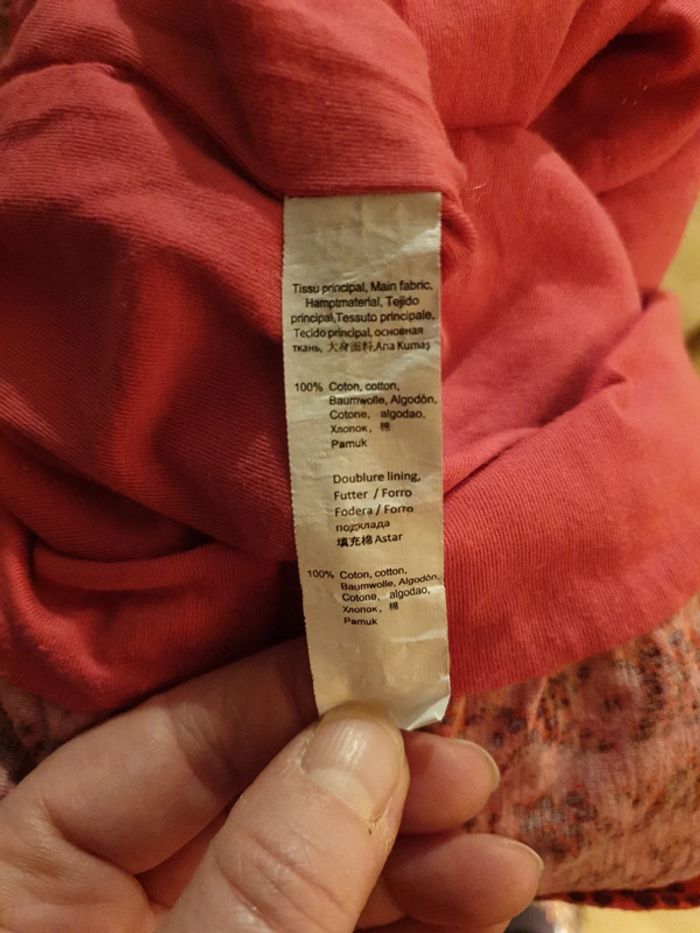 Tissu principal, Main fabric,
Hamptmaterial, Tejido
principal,Tessuto principale,
Tecido principal, основная
ткань, 大身面料,Ana Kumaş
100% Coton, cotton,
Baumwolle, Algodón,
Cotone, algodao,
Хлопок, 棉
Pamuk
Doublure lining,
Futter / Forro
Fodera / Forro
подклада
填充棉 Astar
100% Coton, cotton,
Baumwolle, Algodón,
Cotone, algodao,
Хлопок, 棉
Pamuk